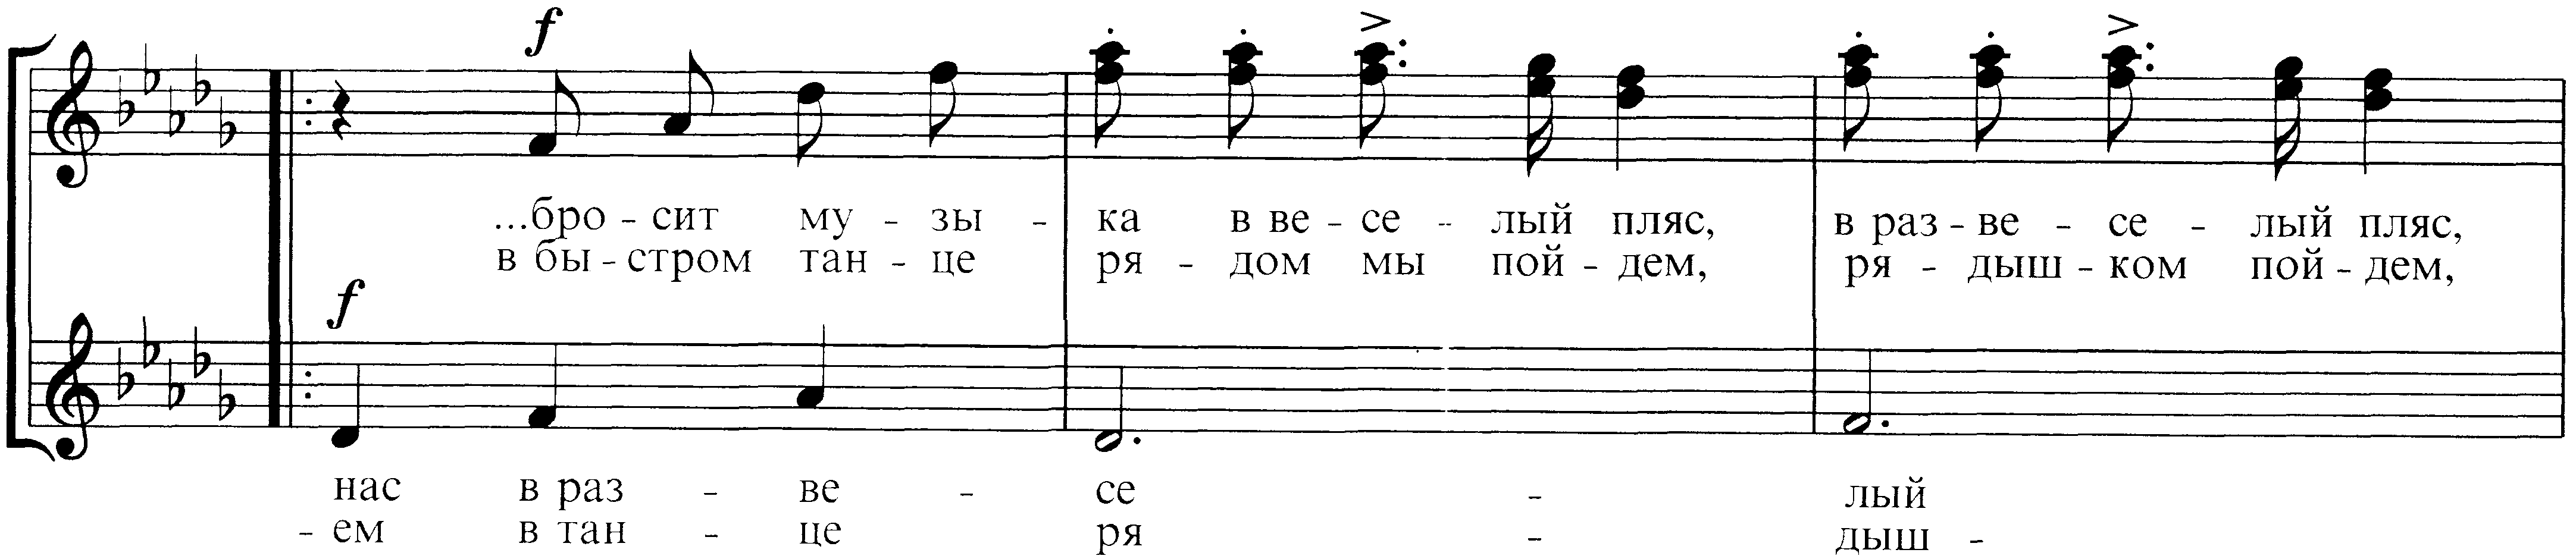 f
...бро - сит му - зы - ка в ве - се - лый пляс, в раз - ве - се - лый пляс,
в бы - стром тан - це ря - дом мы пой - дем, ря - дыш - ком пой - дем,
f
нас в раз - ве - се - лый
- ем в тан - це ря - дыш -